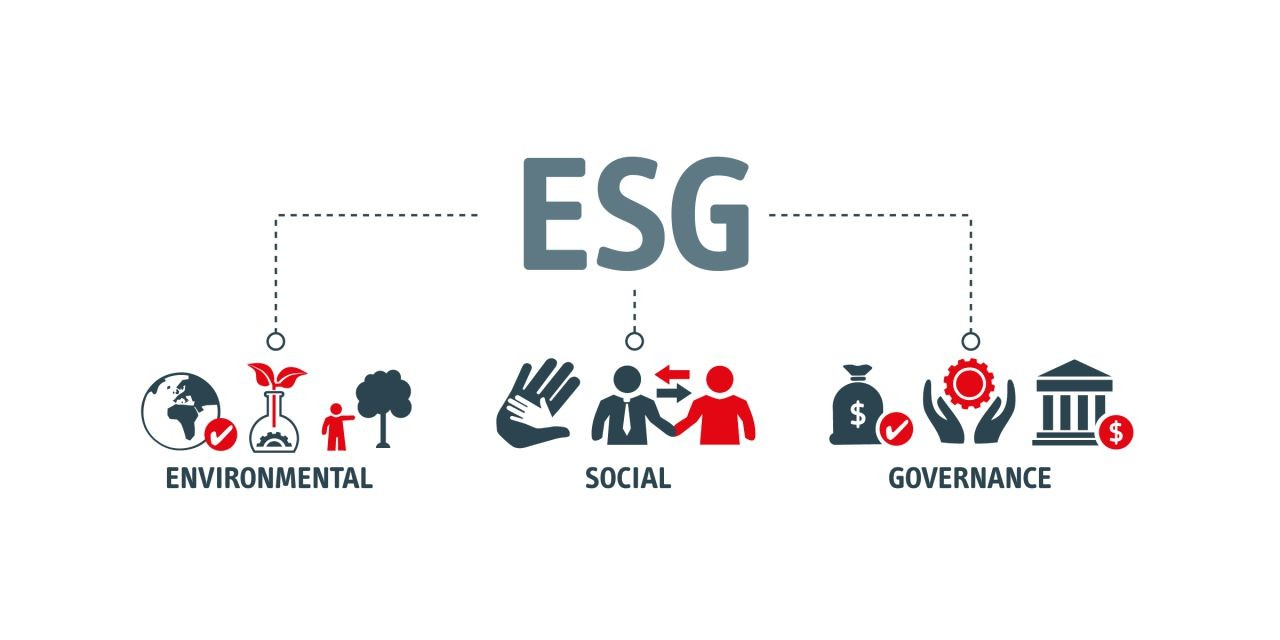 ESG
ENVIRONMENTAL
SOCIAL
$
$
GOVERNANCE